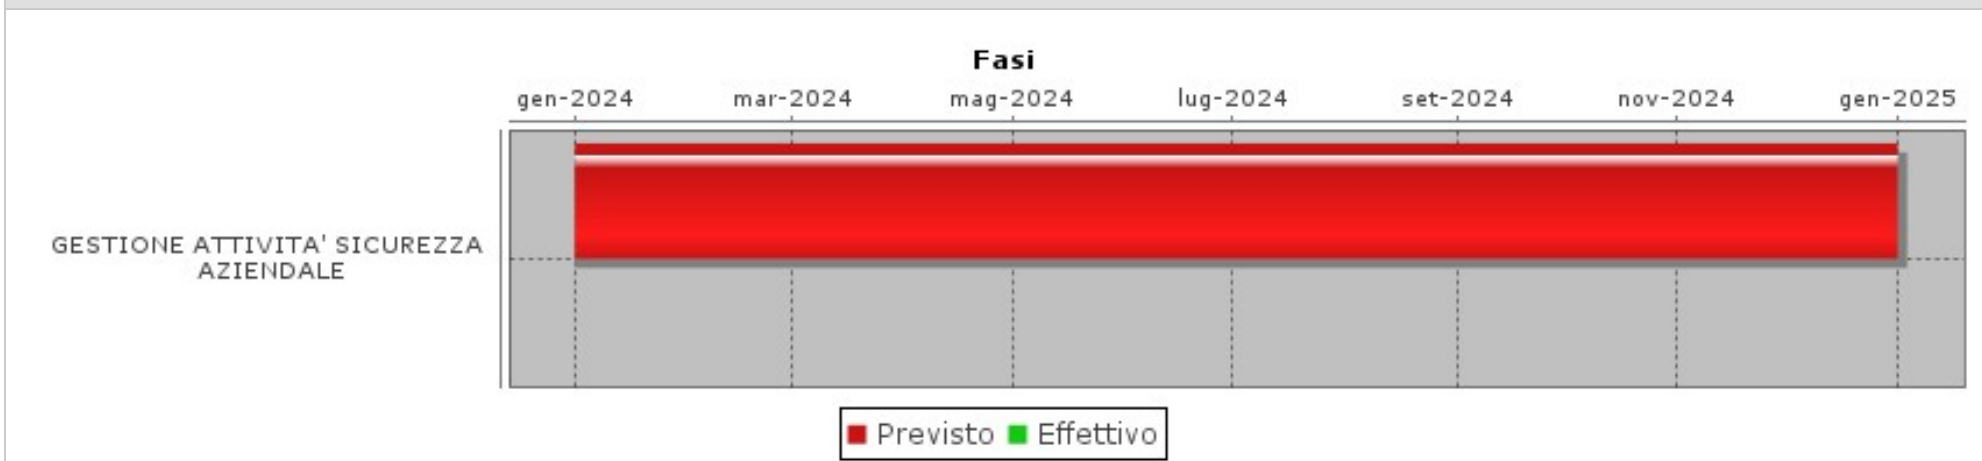 Fasi
gen-2024 mar-2024 mag-2024 lug-2024 set-2024 nov-2024 gen-2025
GESTIONE ATTIVITA' SICUREZZA
AZIENDALE
Previsto Effettivo